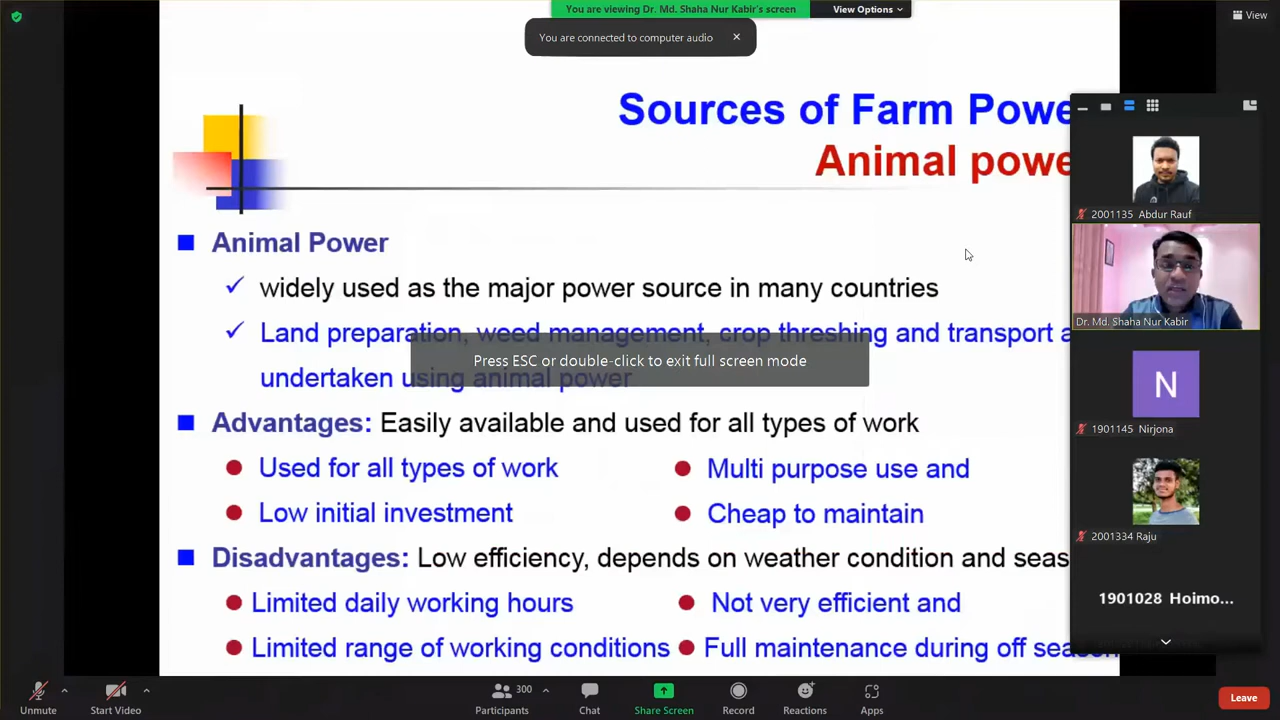 You are viewing Dr. Md. Shaha Nur Kabir's screen
View Options
View
You are connected to computer audio
Sources of Farm Powe
Animal powe
Animal Power
widely used as the major power source in many countries
Land preparation, weed management, crop threshing and transport a
undertaken using animal power
Press ESC or double-click to exit full screen mode
Advantages: Easily available and used for all types of work
Used for all types of work
Multi purpose use and
Low initial investment
Cheap to maintain
Disadvantages: Low efficiency, depends on weather condition and seas
Limited daily working hours
Not very efficient and
Limited range of working conditions
Full maintenance during off season
2001135 Abdur Rauf
Dr. Md. Shaha Nur Kabir
N
1901145 Nirjona
2001334 Raju
1901028 Hoimo...
Unmute
Start Video
300
Participants
Chat
Share Screen
Record
Reactions
Apps
Leave